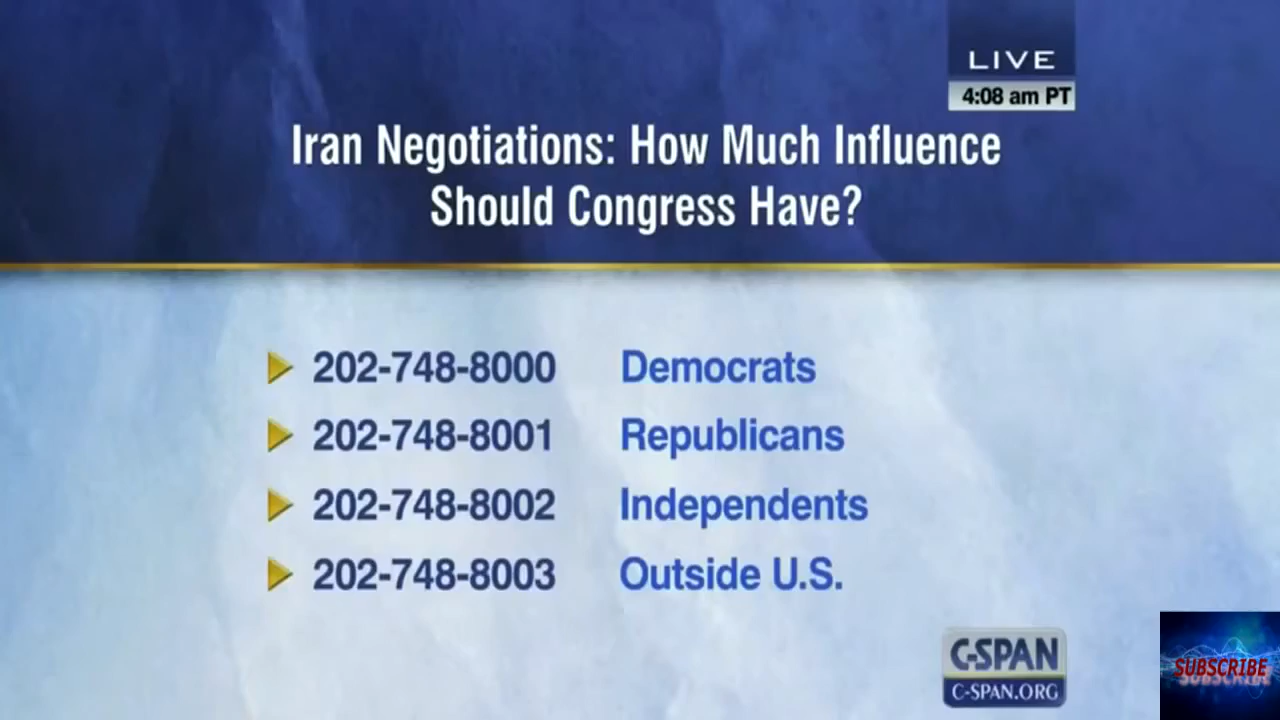 LIVE
4:08 am PT
Iran Negotiations: How Much Influence
Should Congress Have?
202-748-8000 Democrats
202-748-8001 Republicans
202-748-8002 Independents
202-748-8003 Outside U.S.
C-SPAN
C-SPAN.ORG
SUBSCRIBE